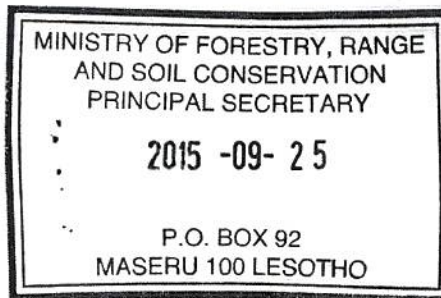 MINISTRY OF FORESTRY, RANGE
AND SOIL CONSERVATION
PRINCIPAL SECRETARY
2015 -09- 25
P.O. BOX 92
MASERU 100 LESOTHO